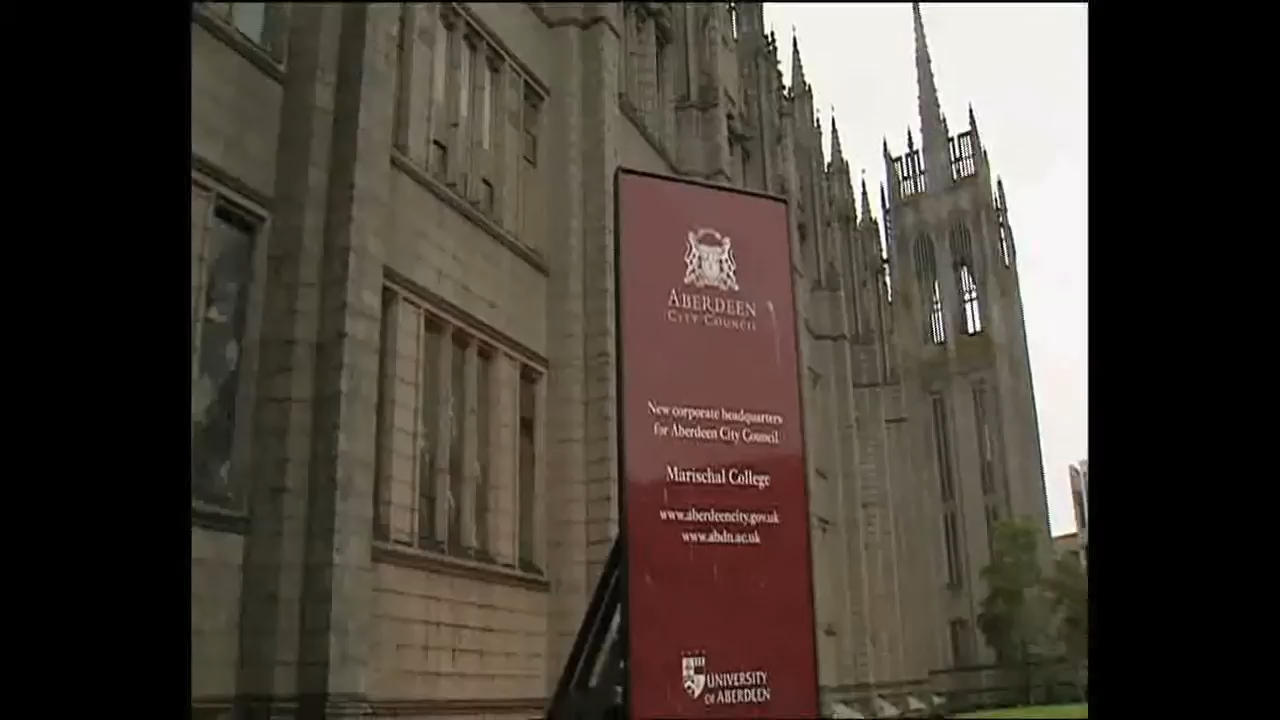 ABERDEEN
CITY COUNCIL
New corporate headquarters
for Aberdeen City Council
Marischal College
www.aberdeencity.gov.uk
www.abdn.ac.uk
UNIVERSITY
OF ABERDEEN